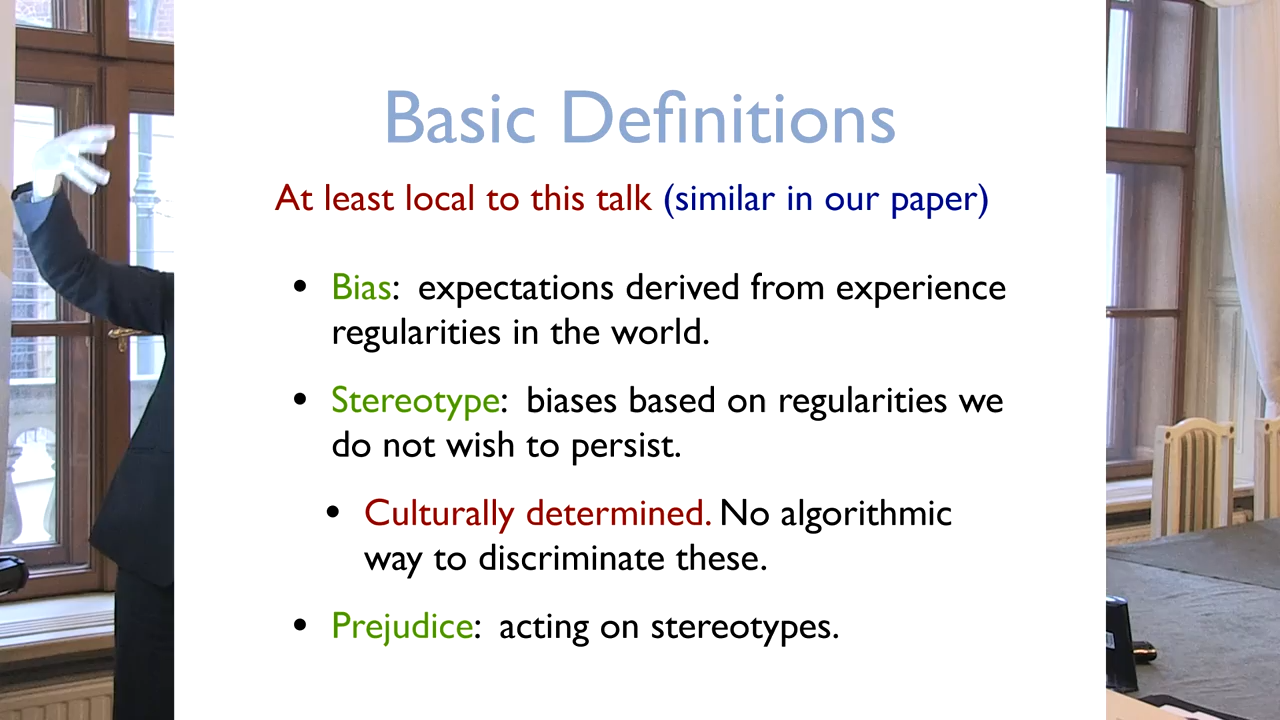 Basic Definitions
At least local to this talk (similar in our paper)
• Bias: expectations derived from experience
regularities in the world.
• Stereotype: biases based on regularities we
do not wish to persist.
• Culturally determined. No algorithmic
way to discriminate these.
• Prejudice: acting on stereotypes.